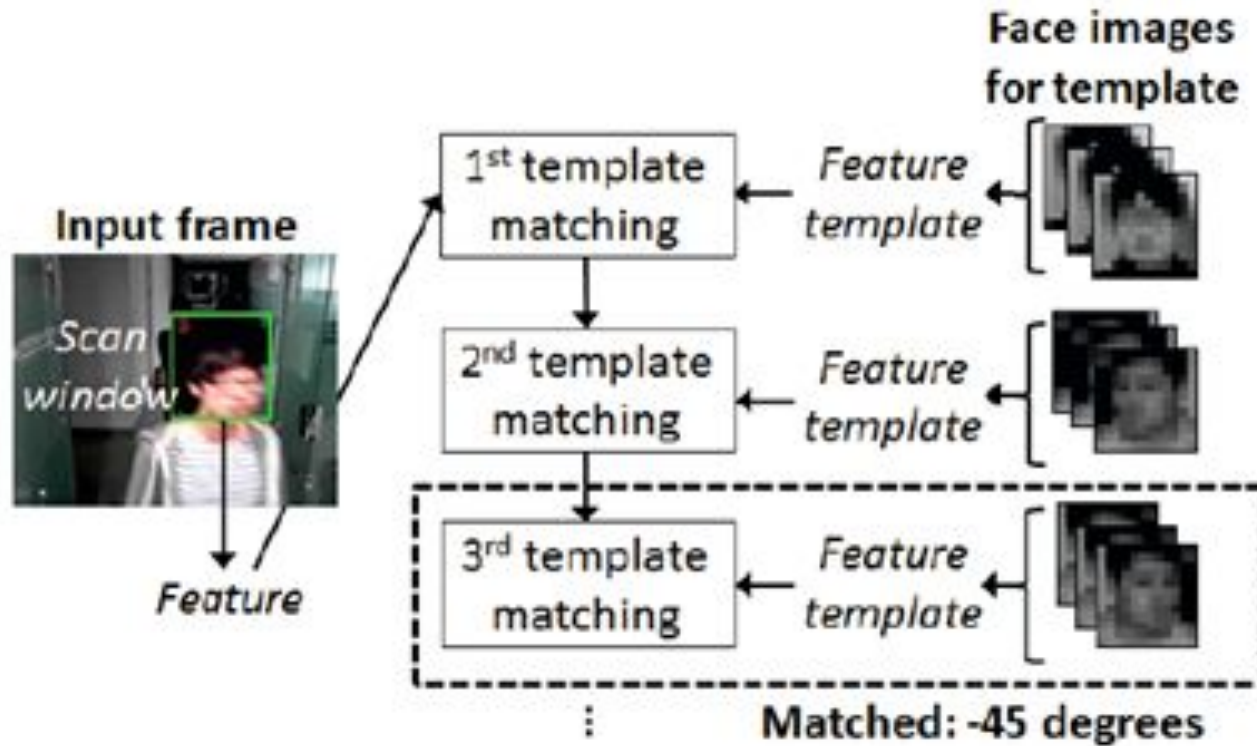 Face images
for template
1st template
matching
Feature
template
Input frame
Scan
window
2nd template
matching
Feature
template
3rd template
matching
Feature
template
Feature
⋮
Matched: -45 degrees